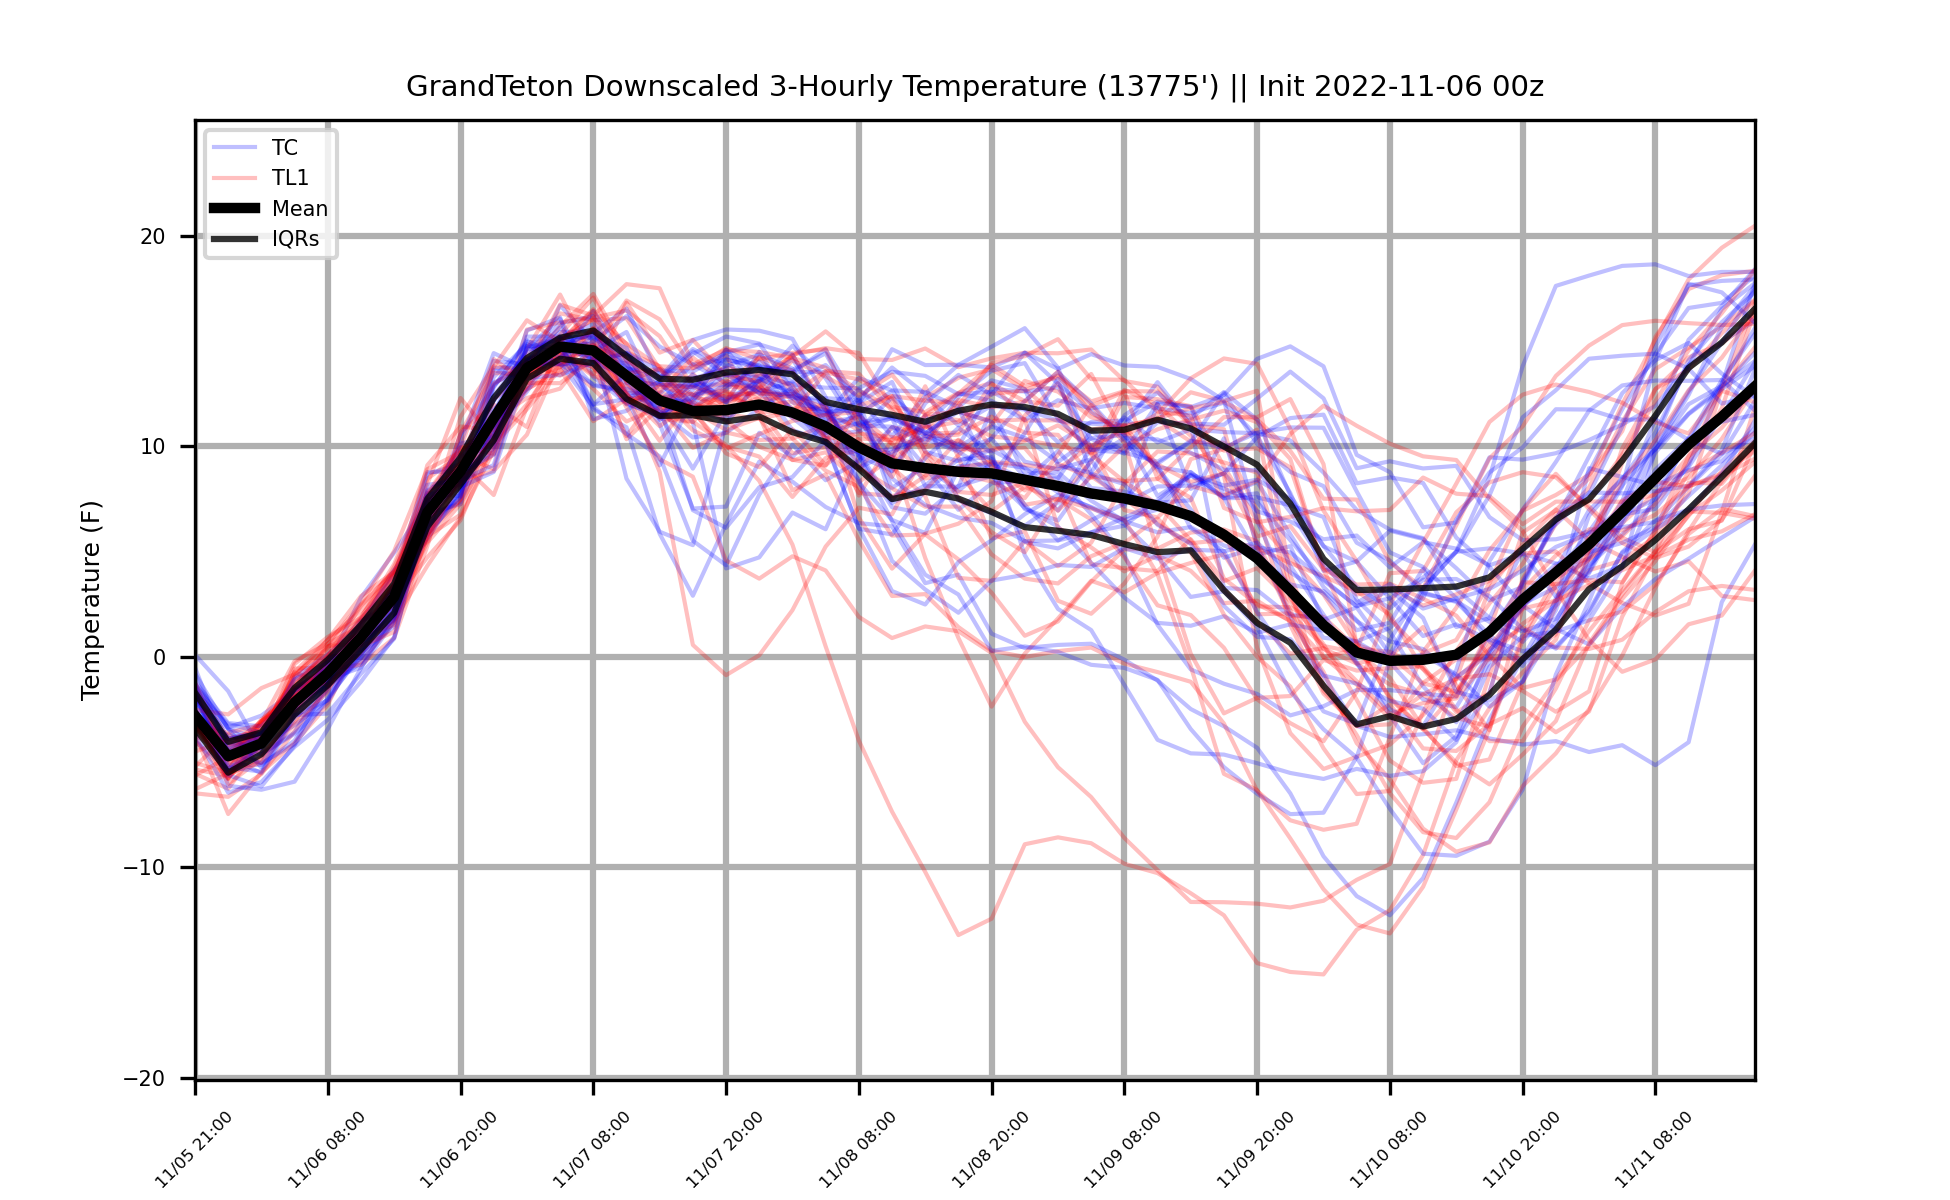 GrandTeton Downscaled 3-Hourly Temperature (13775') || Init 2022-11-06 00z
TC
TL1
Mean
IQRs
Temperature (F)
20
10
0
−10
−20
11/05 21:00
11/06 08:00
11/06 20:00
11/07 08:00
11/07 20:00
11/08 08:00
11/08 20:00
11/09 08:00
11/09 20:00
11/10 08:00
11/10 20:00
11/11 08:00